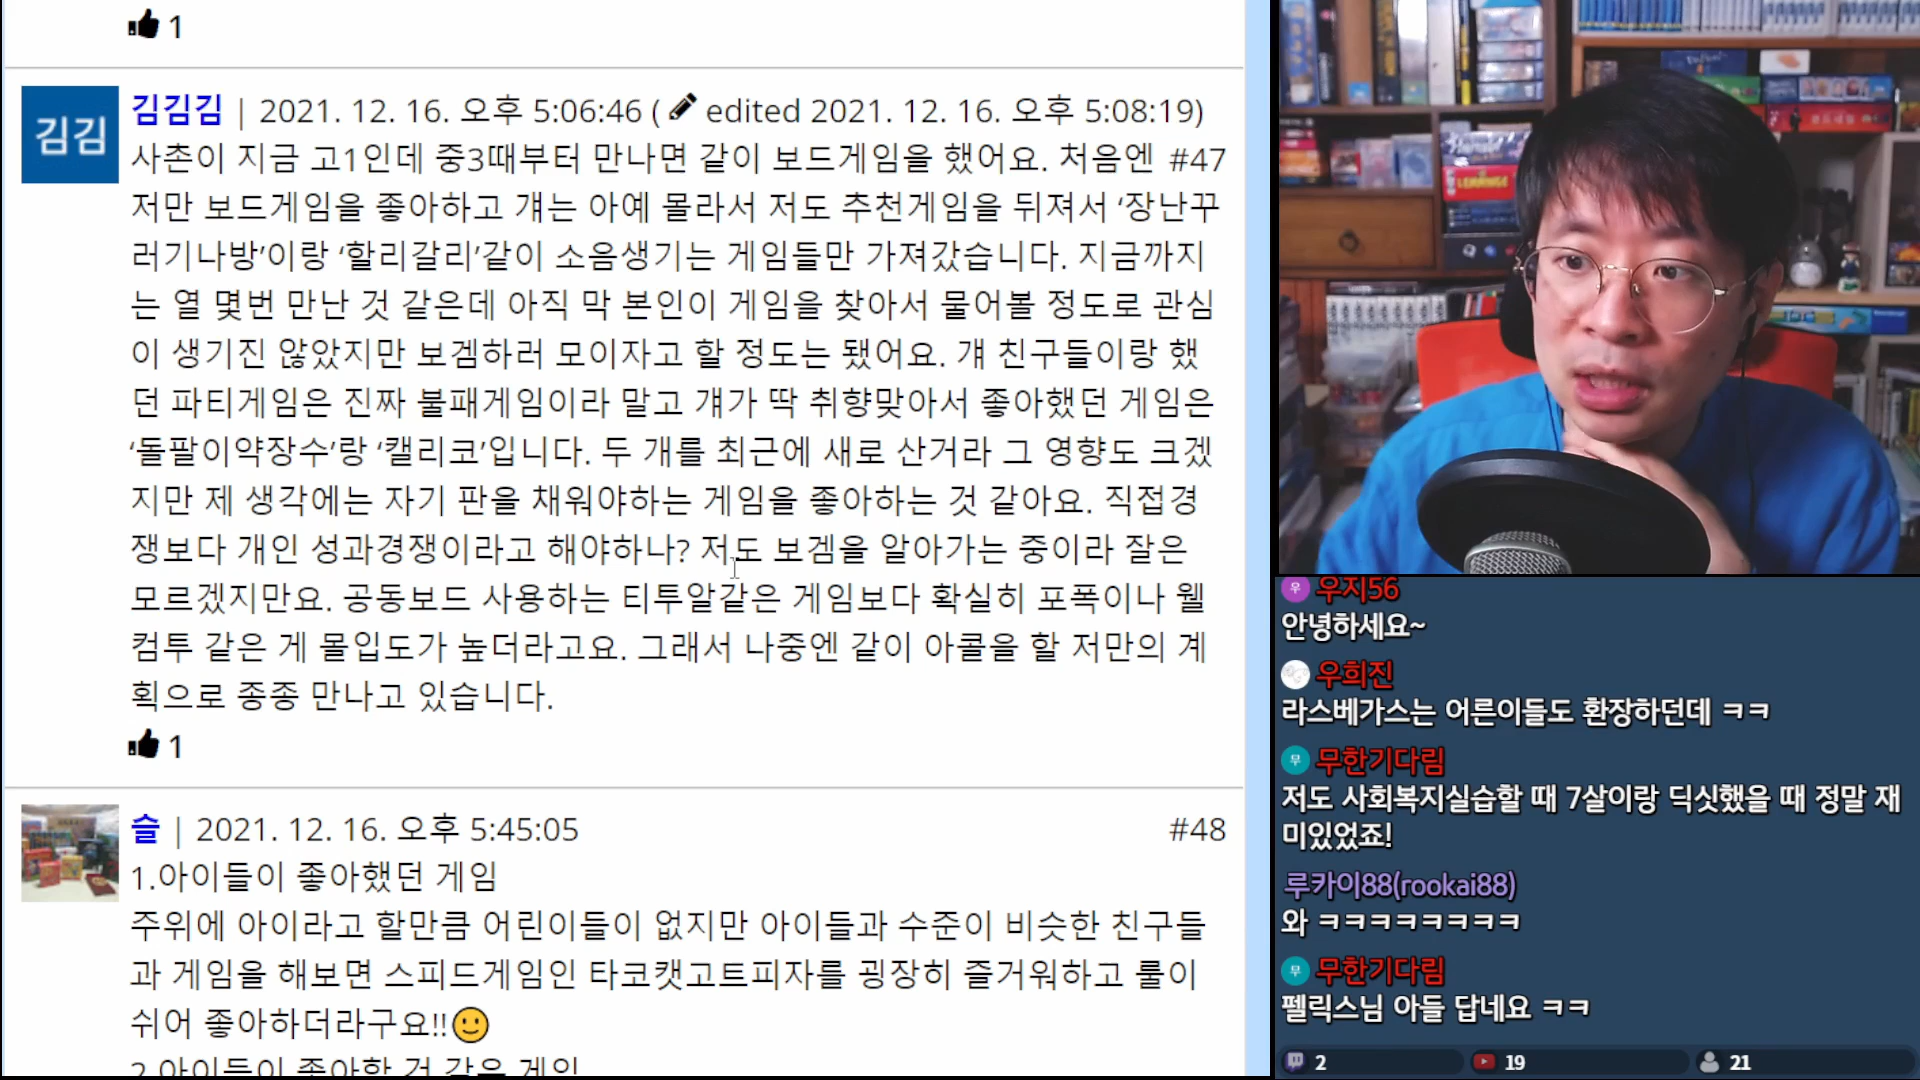 1
김김
김김김 | 2021. 12. 16. 오후 5:06:46 ( edited 2021. 12. 16. 오후 5:08:19)
사촌이 지금 고1인데 중3때부터 만나면 같이 보드게임을 했어요. 처음엔 #47
저만 보드게임을 좋아하고 걔는 아예 몰라서 저도 추천게임을 뒤져서 ‘장난꾸
러기나방’이랑 ‘할리갈리’같이 소음생기는 게임들만 가져갔습니다. 지금까지
는 열 몇번 만난 것 같은데 아직 막 본인이 게임을 찾아서 물어볼 정도로 관심
이 생기진 않았지만 보겜하러 모이자고 할 정도는 됐어요. 걔 친구들이랑 했
던 파티게임은 진짜 불패게임이라 말고 걔가 딱 취향맞아서 좋아했던 게임은
‘돌팔이약장수’랑 ‘캘리코’입니다. 두 개를 최근에 새로 산거라 그 영향도 크겠
지만 제 생각에는 자기 판을 채워야하는 게임을 좋아하는 것 같아요. 직접경
쟁보다 개인 성과경쟁이라고 해야하나? 저도 보겜을 알아가는 중이라 잘은
모르겠지만요. 공동보드 사용하는 티투알같은 게임보다 확실히 포폭이나 웰
컴투 같은 게 몰입도가 높더라고요. 그래서 나중엔 같이 아콜을 할 저만의 계
획으로 종종 만나고 있습니다.
1
슬 | 2021. 12. 16. 오후 5:45:05 #48
1.아이들이 좋아했던 게임
주위에 아이라고 할만큼 어린이들이 없지만 아이들과 수준이 비슷한 친구들
과 게임을 해보면 스피드게임인 타코캣고트피자를 굉장히 즐거워하고 룰이
쉬어 좋아하더라구요!!🙂
2.아이들이 좋아할 것 같은 게임
우 우지56
안녕하세요~
우희진
라스베가스는 어른이들도 환장하던데 ㅋㅋ
무 무한기다림
저도 사회복지실습할 때 7살이랑 딕싯했을 때 정말 재
미있었죠!
루카이88(rookai88)
와 ㅋㅋㅋㅋㅋㅋㅋㅋ
무 무한기다림
펠릭스님 아들 답네요 ㅋㅋ
2 19 21